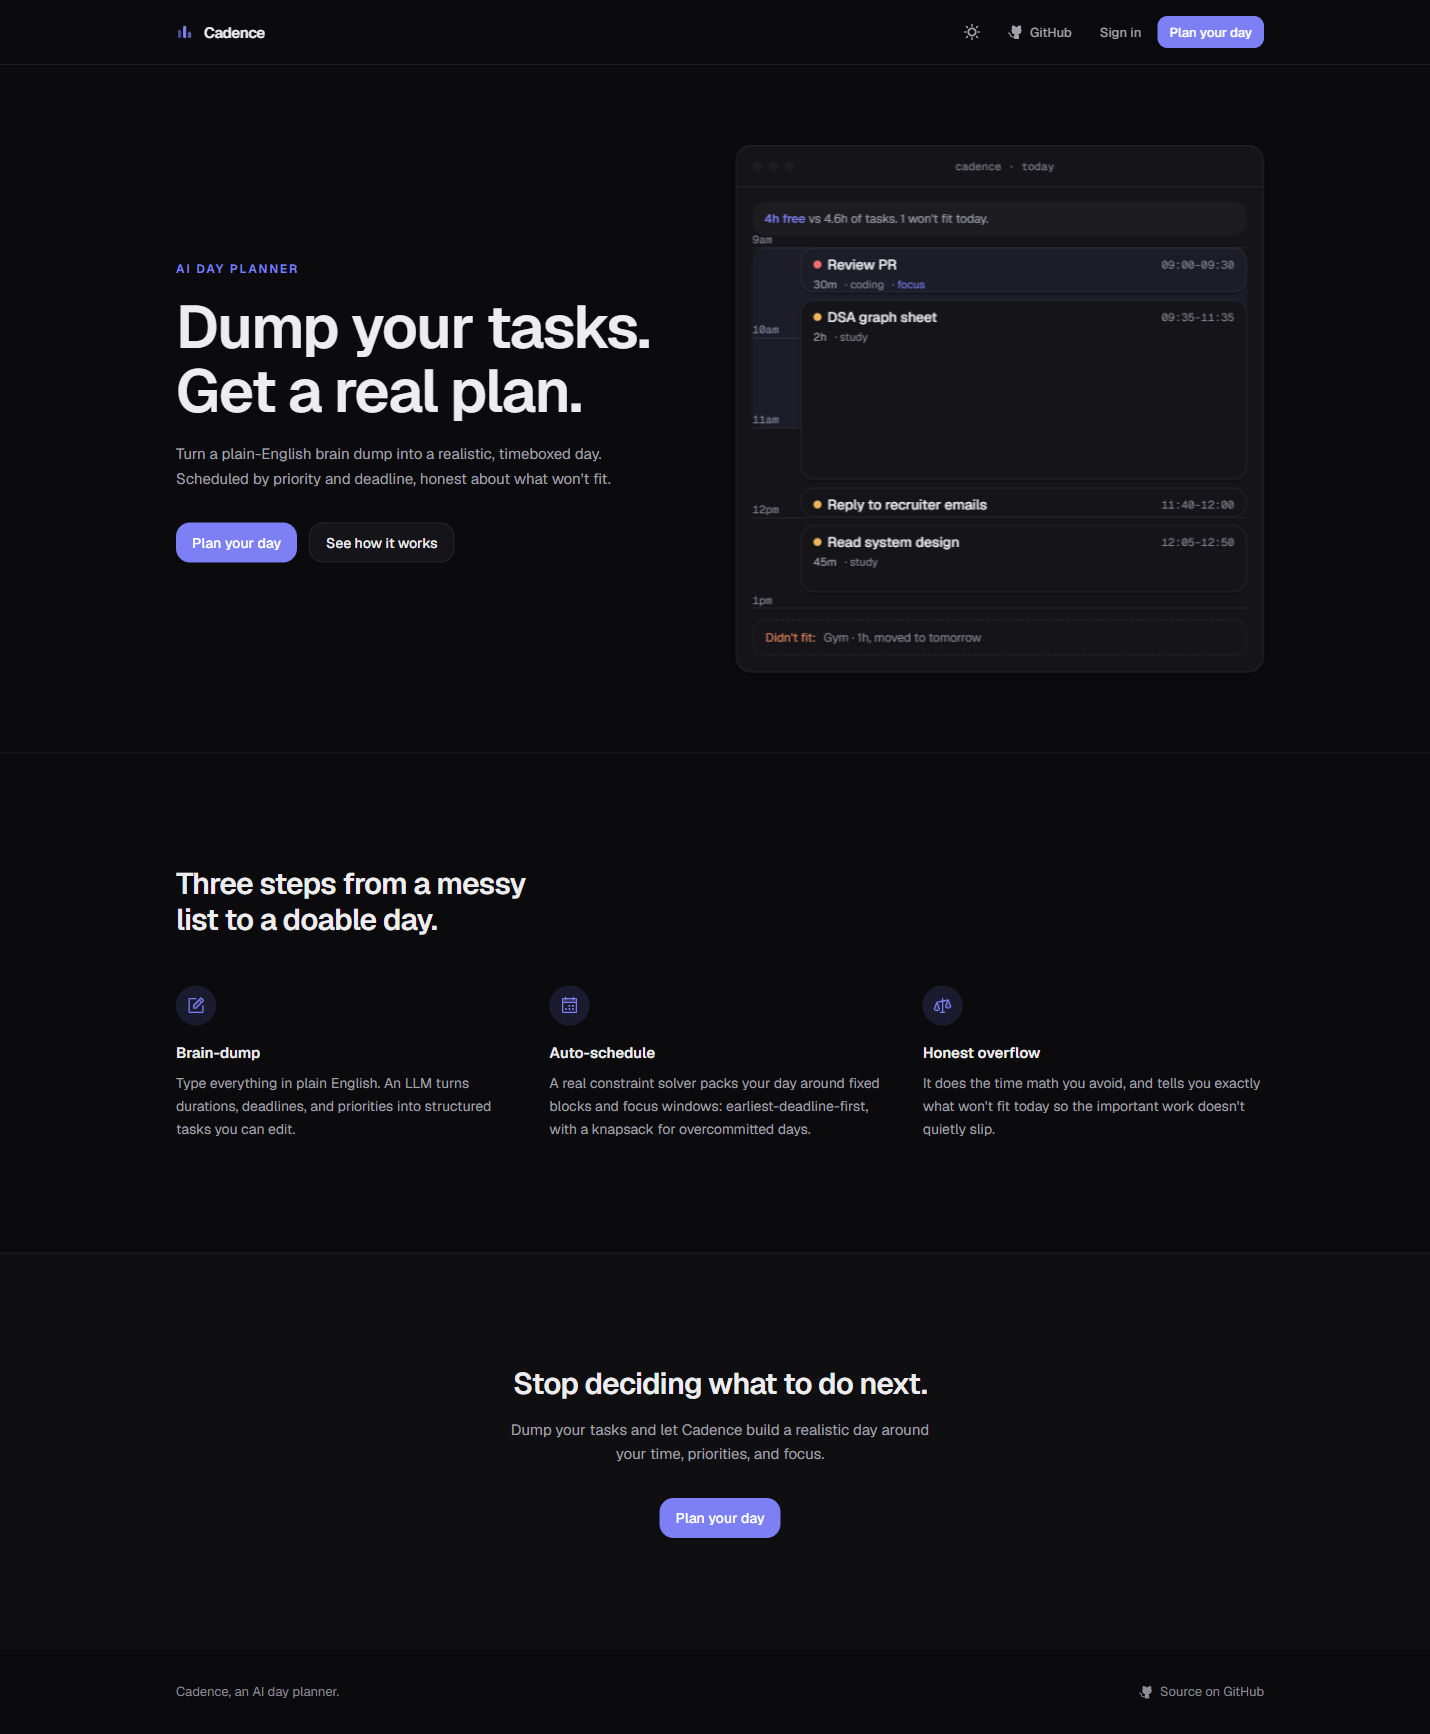 Cadence
GitHub
Sign in
Plan your day
cadence · today
4h free vs 4.6h of tasks. 1 won't fit today.
9am
Review PR
09:00–09:30
30m · coding · focus
DSA graph sheet
09:35–11:35
2h · study
10am
11am
Reply to recruiter emails
11:40–12:00
12pm
Read system design
12:05–12:50
45m · study
1pm
Didn't fit: Gym · 1h, moved to tomorrow
AI DAY PLANNER
Dump your tasks.
Get a real plan.
Turn a plain-English brain dump into a realistic, timeboxed day.
Scheduled by priority and deadline, honest about what won't fit.
Plan your day
See how it works
Three steps from a messy
list to a doable day.
Brain-dump
Type everything in plain English. An LLM turns
durations, deadlines, and priorities into structured
tasks you can edit.
Auto-schedule
A real constraint solver packs your day around fixed
blocks and focus windows: earliest-deadline-first,
with a knapsack for overcommitted days.
Honest overflow
It does the time math you avoid, and tells you exactly
what won't fit today so the important work doesn't
quietly slip.
Stop deciding what to do next.
Dump your tasks and let Cadence build a realistic day around
your time, priorities, and focus.
Plan your day
Cadence, an AI day planner.
Source on GitHub